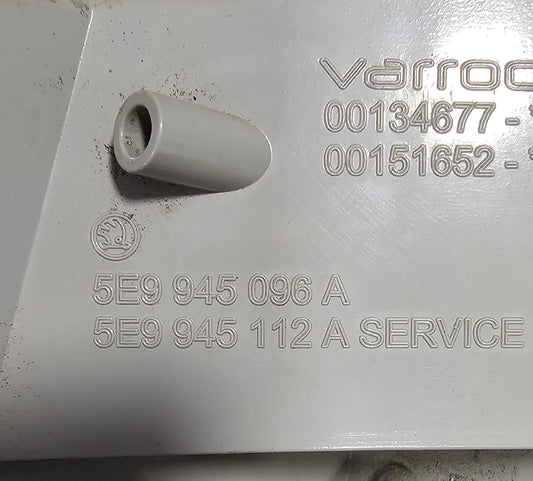 varroc
00134677 -
00151652 -
5E9 945 096 A
5E9 945 112 A SERVICE